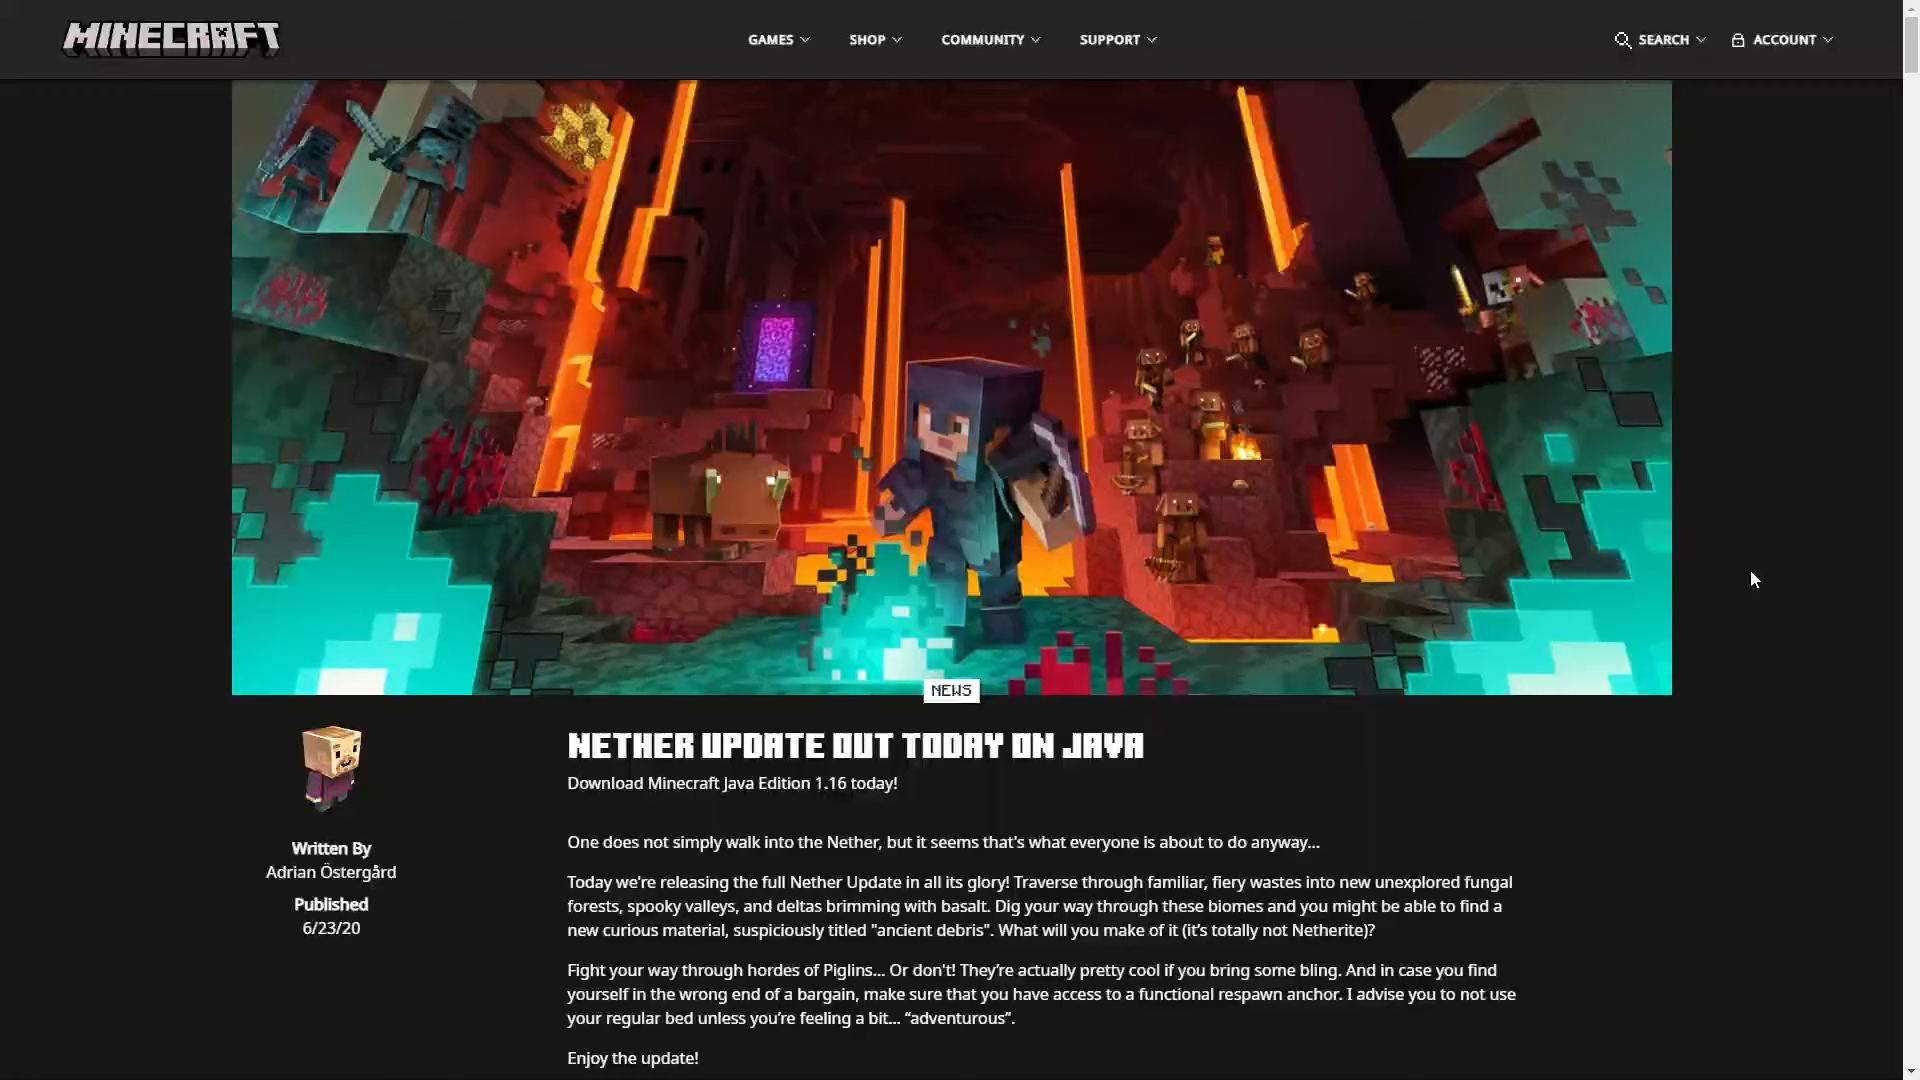 MINECRAFT
GAMES
SHOP
COMMUNITY
SUPPORT
SEARCH
ACCOUNT
NEWS
NETHER UPDATE OUT TODAY ON JAVA
Download Minecraft Java Edition 1.16 today!
Written By
Adrian Östergård
Published
6/23/20
One does not simply walk into the Nether, but it seems that's what everyone is about to do anyway...
Today we're releasing the full Nether Update in all its glory! Traverse through familiar, fiery wastes into new unexplored fungal
forests, spooky valleys, and deltas brimming with basalt. Dig your way through these biomes and you might be able to find a
new curious material, suspiciously titled "ancient debris". What will you make of it (it’s totally not Netherite)?
Fight your way through hordes of Piglins... Or don't! They’re actually pretty cool if you bring some bling. And in case you find
yourself in the wrong end of a bargain, make sure that you have access to a functional respawn anchor. I advise you to not use
your regular bed unless you’re feeling a bit... “adventurous”.
Enjoy the update!